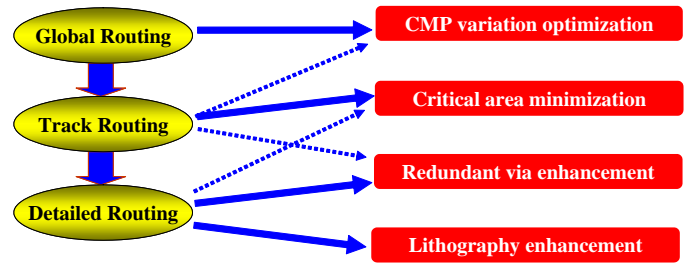 Global Routing
CMP variation optimization
Critical area minimization
Track Routing
Redundant via enhancement
Detailed Routing
Lithography enhancement